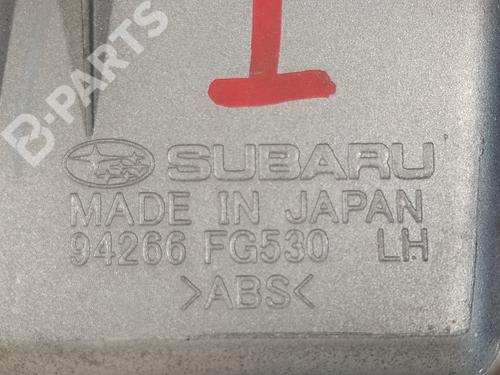 B-PARTS
I
SUBARU
MADE IN JAPAN
94266 FG530 LH
>ABS<